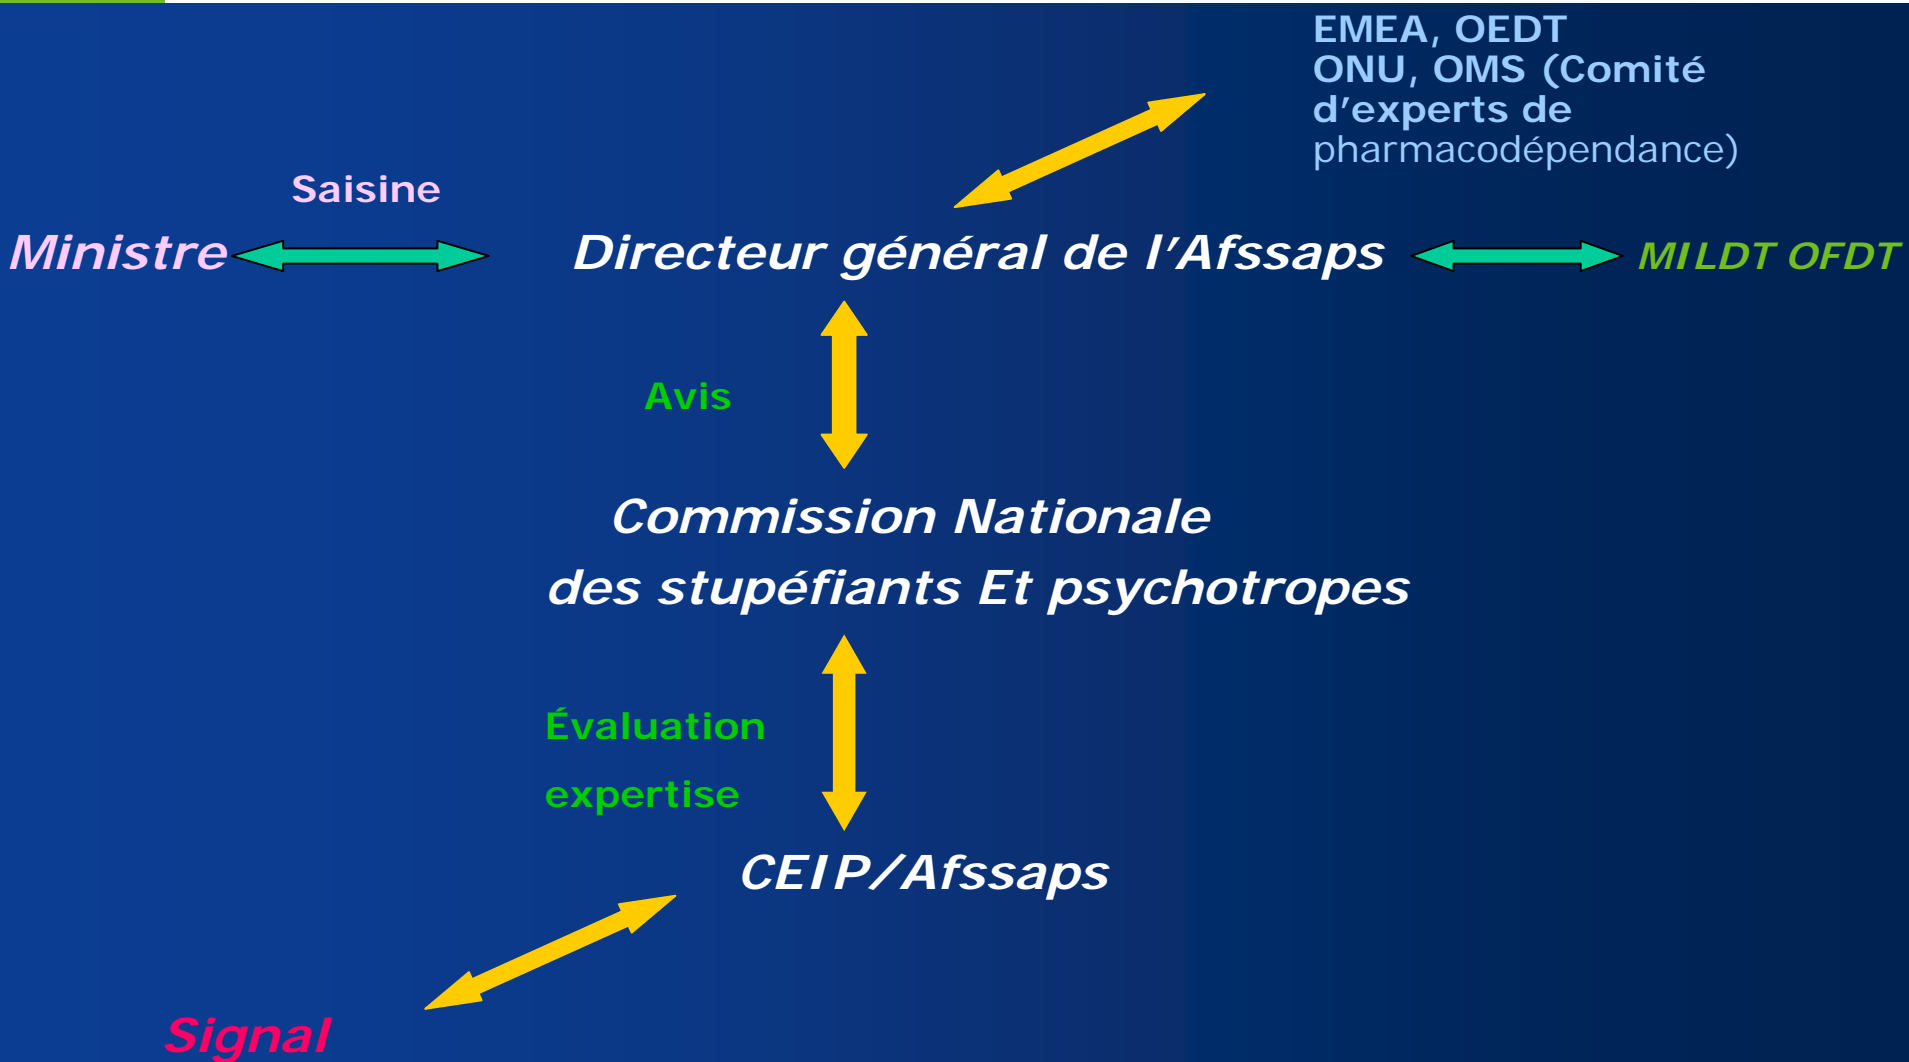 EMEA, OEDT
ONU, OMS (Comité
d’experts de
pharmacodépendance)
Saisine
Ministre
Directeur général de l’Afssaps
MILDT OFDT
Avis
Commission Nationale
des stupéfiants Et psychotropes
Évaluation
expertise
CEIP/Afssaps
Signal